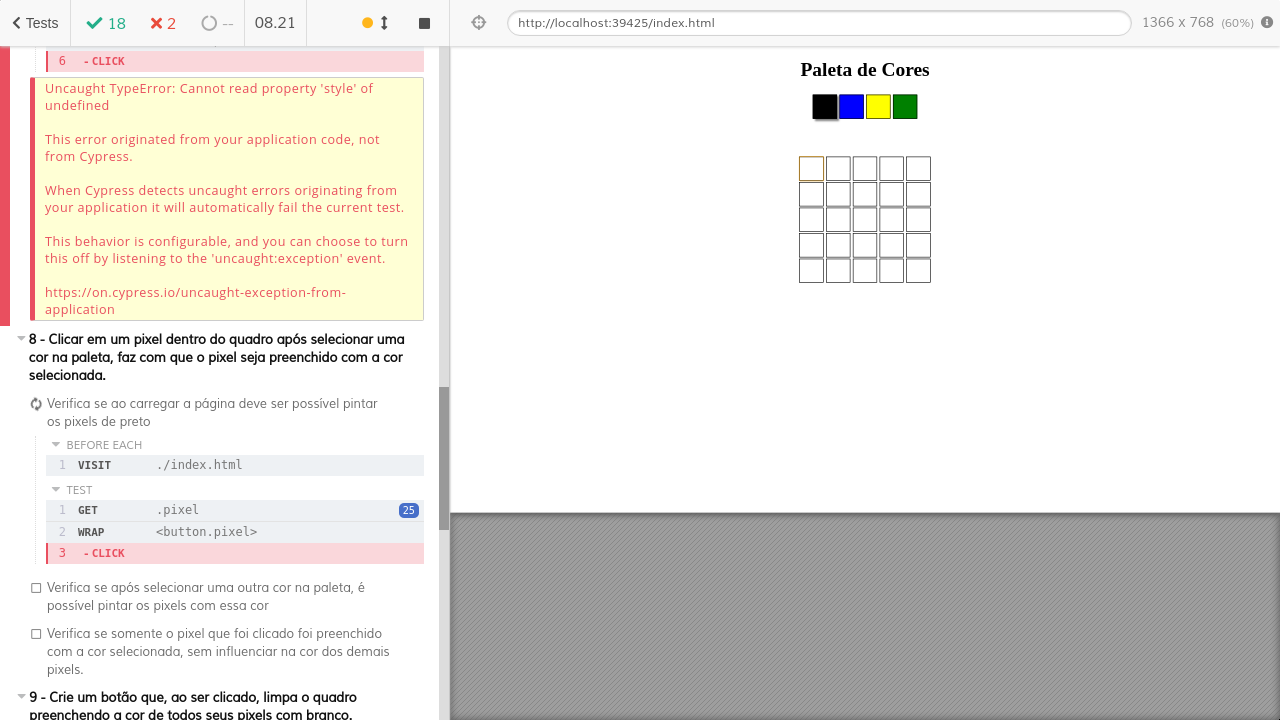 Tests
18
2
--
08.21
http://localhost:39425/index.html
1366 x 768 (60%)
6 - CLICK
Uncaught TypeError: Cannot read property 'style' of
undefined
This error originated from your application code, not
from Cypress.
When Cypress detects uncaught errors originating from
your application it will automatically fail the current test.
This behavior is configurable, and you can choose to turn
this off by listening to the 'uncaught:exception' event.
https://on.cypress.io/uncaught-exception-from-
application
8 - Clicar em um pixel dentro do quadro após selecionar uma
cor na paleta, faz com que o pixel seja preenchido com a cor
selecionada.
Verifica se ao carregar a página deve ser possível pintar
os pixels de preto
BEFORE EACH
1 VISIT ./index.html
TEST
1 GET .pixel 25
2 WRAP <button.pixel>
3 - CLICK
Verifica se após selecionar uma outra cor na paleta, é
possível pintar os pixels com essa cor
Verifica se somente o pixel que foi clicado foi preenchido
com a cor selecionada, sem influenciar na cor dos demais
pixels.
9 - Crie um botão que, ao ser clicado, limpa o quadro
preenchendo a cor de todos seus pixels com branco.
Paleta de Cores